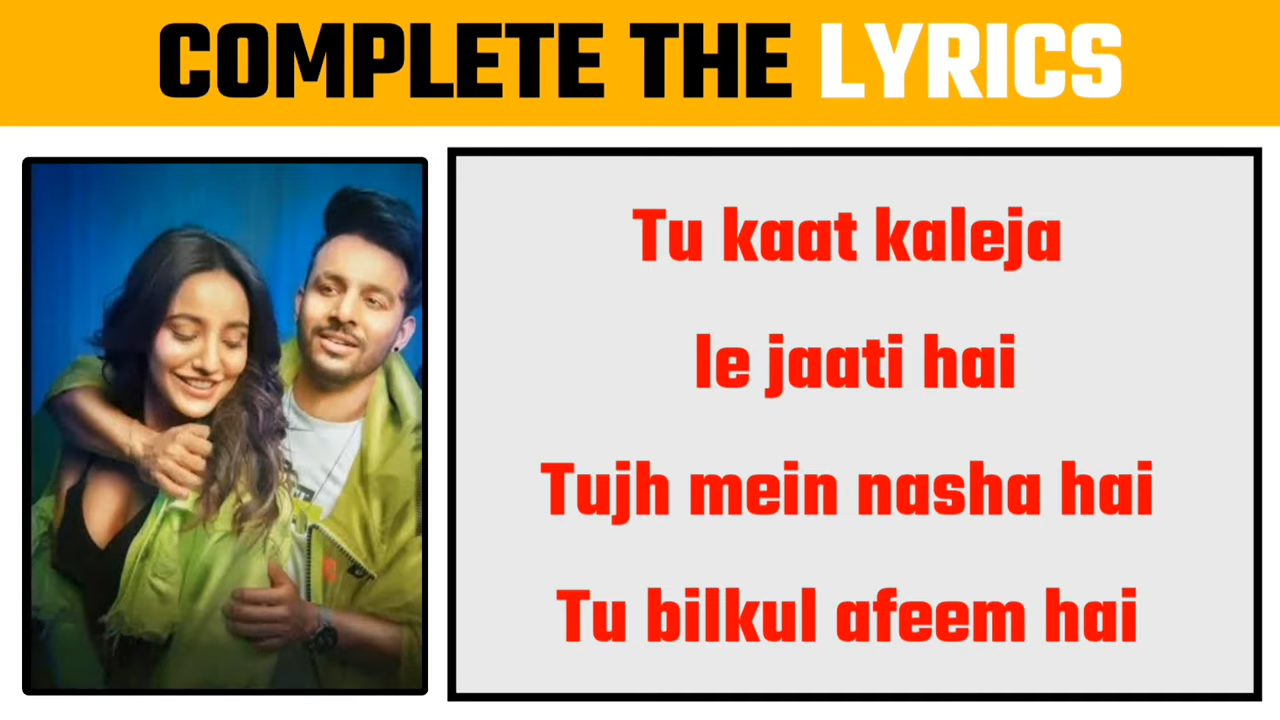 COMPLETE THE LYRICS
Tu kaat kaleja
le jaati hai
Tujh mein nasha hai
Tu bilkul afeem hai